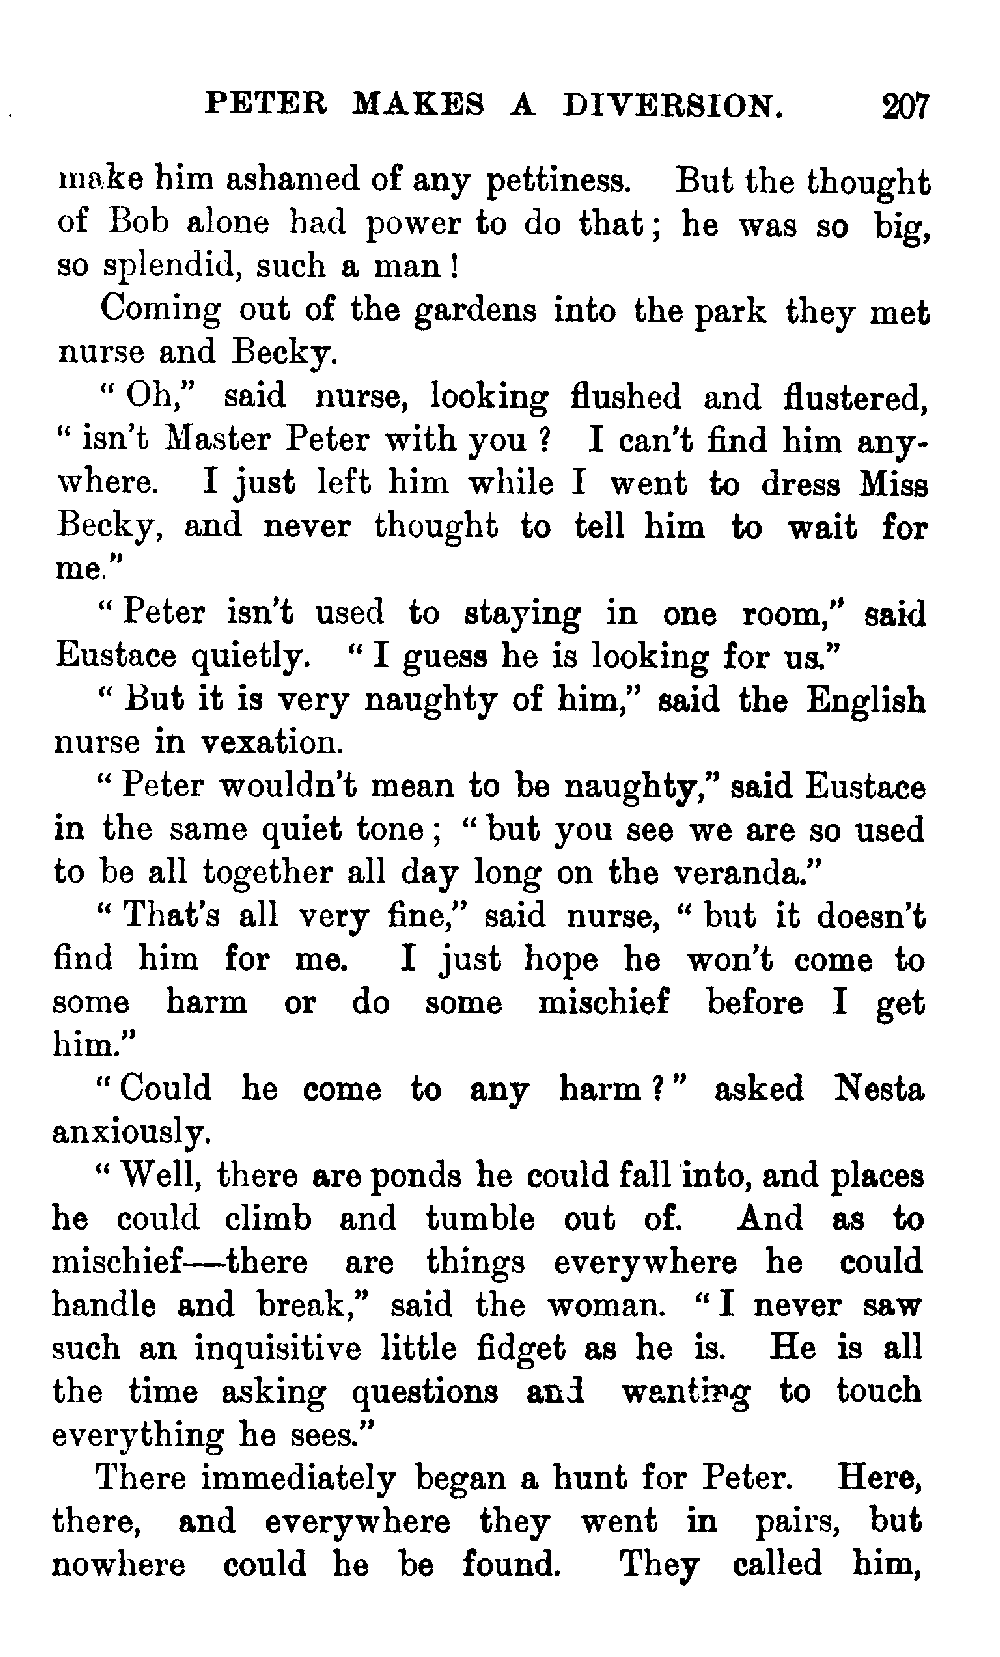 PETER MAKES A DIVERSION. 207
make him ashamed of any pettiness. But the thought
of Bob alone had power to do that; he was so big,
so splendid, such a man!
Coming out of the gardens into the park they met
nurse and Becky.
"Oh," said nurse, looking flushed and flustered,
"isn't Master Peter with you? I can't find him any-
where. I just left him while I went to dress Miss
Becky, and never thought to tell him to wait for
me."
"Peter isn't used to staying in one room," said
Eustace quietly. "I guess he is looking for us."
"But it is very naughty of him," said the English
nurse in vexation.
"Peter wouldn't mean to be naughty," said Eustace
in the same quiet tone; "but you see we are so used
to be all together all day long on the veranda."
"That's all very fine," said nurse, "but it doesn't
find him for me. I just hope he won't come to
some harm or do some mischief before I get
him."
"Could he come to any harm?" asked Nesta
anxiously.
"Well, there are ponds he could fall into, and places
he could climb and tumble out of. And as to
mischief—there are things everywhere he could
handle and break," said the woman. "I never saw
such an inquisitive little fidget as he is. He is all
the time asking questions and wanting to touch
everything he sees."
There immediately began a hunt for Peter. Here,
there, and everywhere they went in pairs, but
nowhere could he be found. They called him,